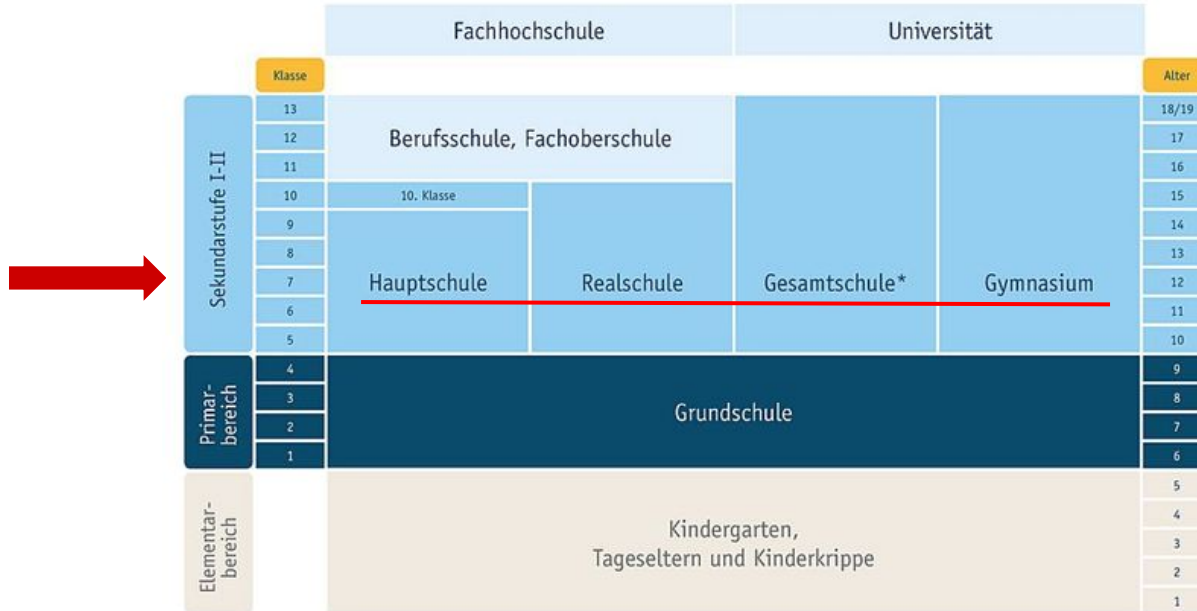 Fachhochschule
Universität
Klasse
Alter
Sekundarstufe I-II
13
Berufsschule, Fachoberschule
18/19
12
17
11
16
10
10. Klasse
15
9
14
8
13
7
Hauptschule
Realschule
Gesamtschule*
Gymnasium
12
6
11
5
10
Primar-
bereich
4
9
3
8
Grundschule
2
7
1
6
Elementar-
bereich
Kindergarten,
Tageseltern und Kinderkrippe
5
4
3
2
1